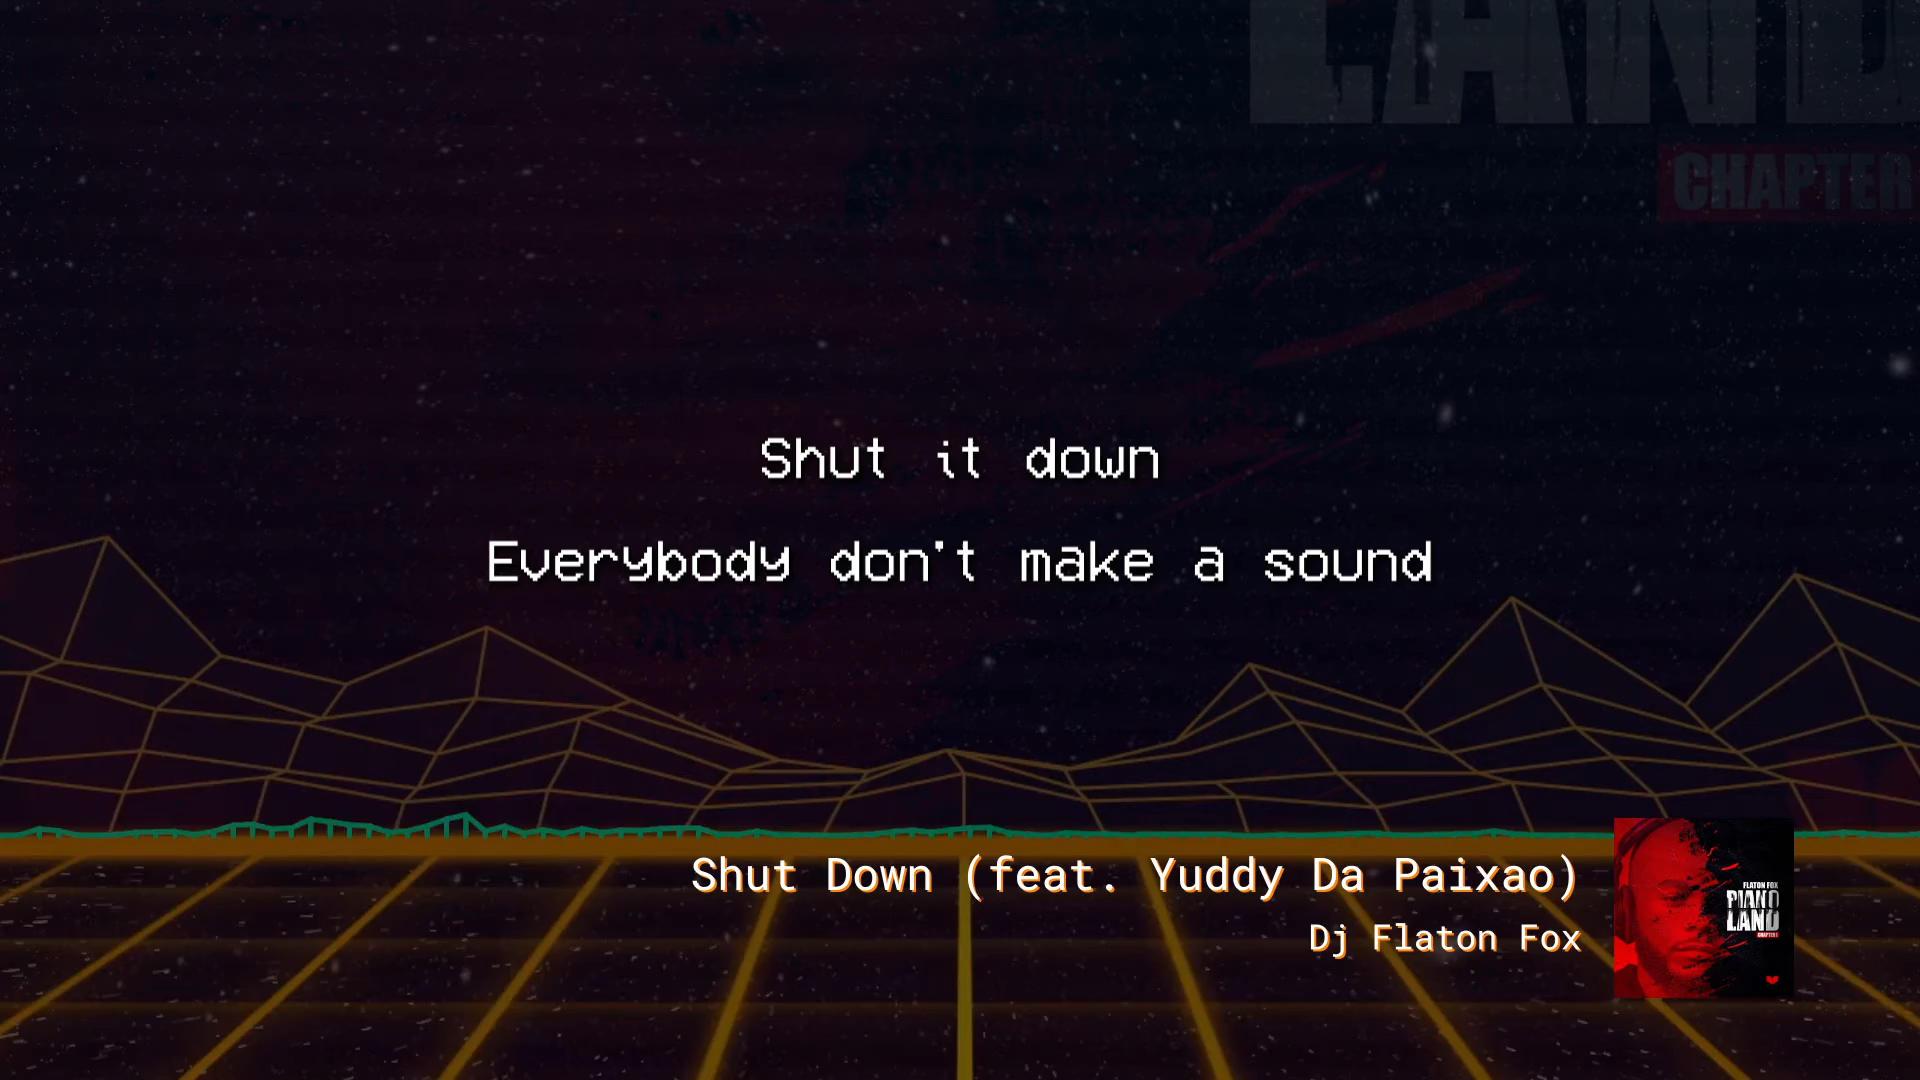 LAND
CHAPTER
Shut it down
Everybody don't make a sound
Shut Down (feat. Yuddy Da Paixao)
Dj Flaton Fox
FLATON FOX
PIANO
LAND